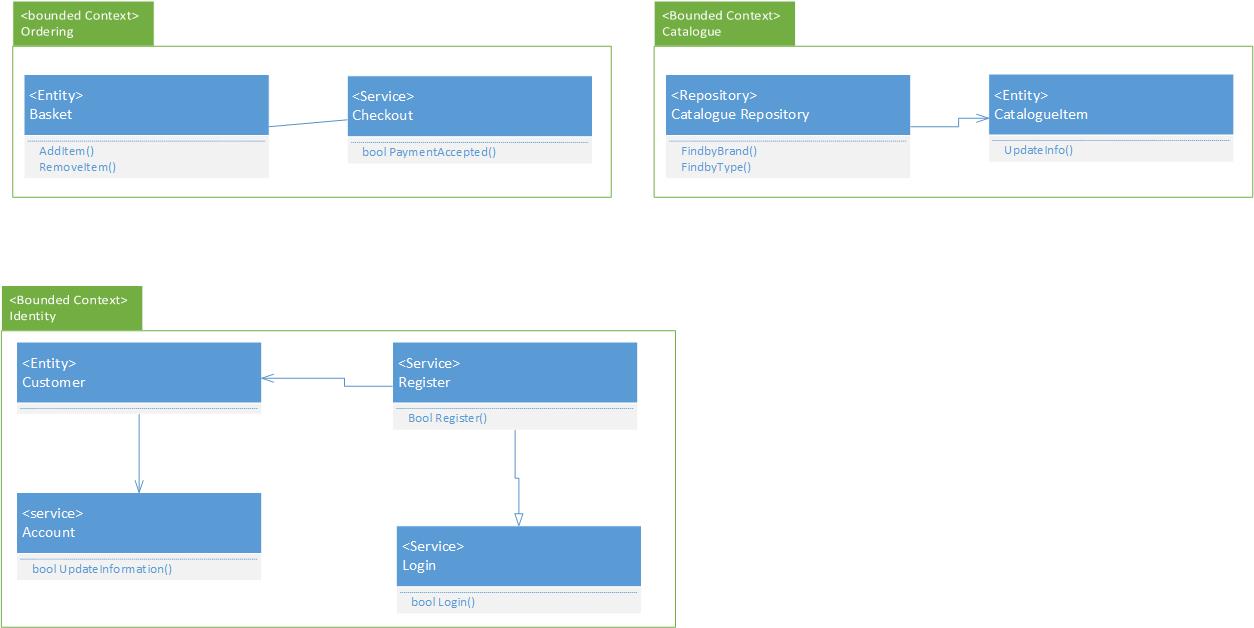 <bounded Context>
Ordering
<Entity>
Basket
AddItem()
RemoveItem()
<Service>
Checkout
bool PaymentAccepted()
<Bounded Context>
Catalogue
<Repository>
Catalogue Repository
FindbyBrand()
FindbyType()
<Entity>
CatalogueItem
UpdateInfo()
<Bounded Context>
Identity
<Entity>
Customer
<Service>
Register
Bool Register()
<service>
Account
bool UpdateInformation()
<Service>
Login
bool Login()